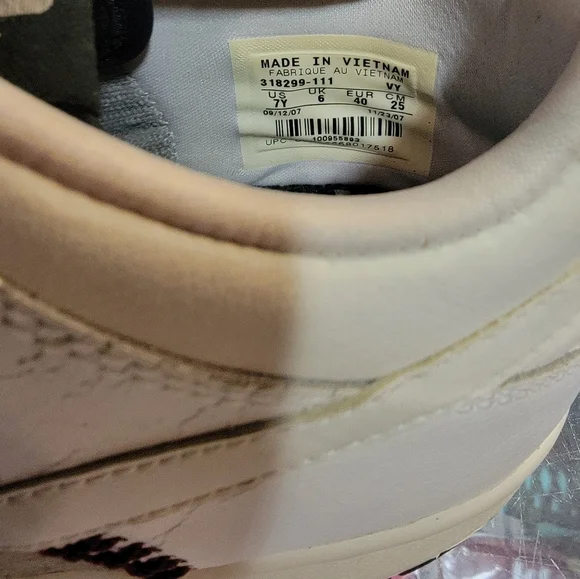 MADE IN VIETNAM
FABRIQUE AU VIETNAM
318299-111 VY
US UK EUR CM
7Y 6 40 25
09/12/07 11/23/07
100955893
UPC